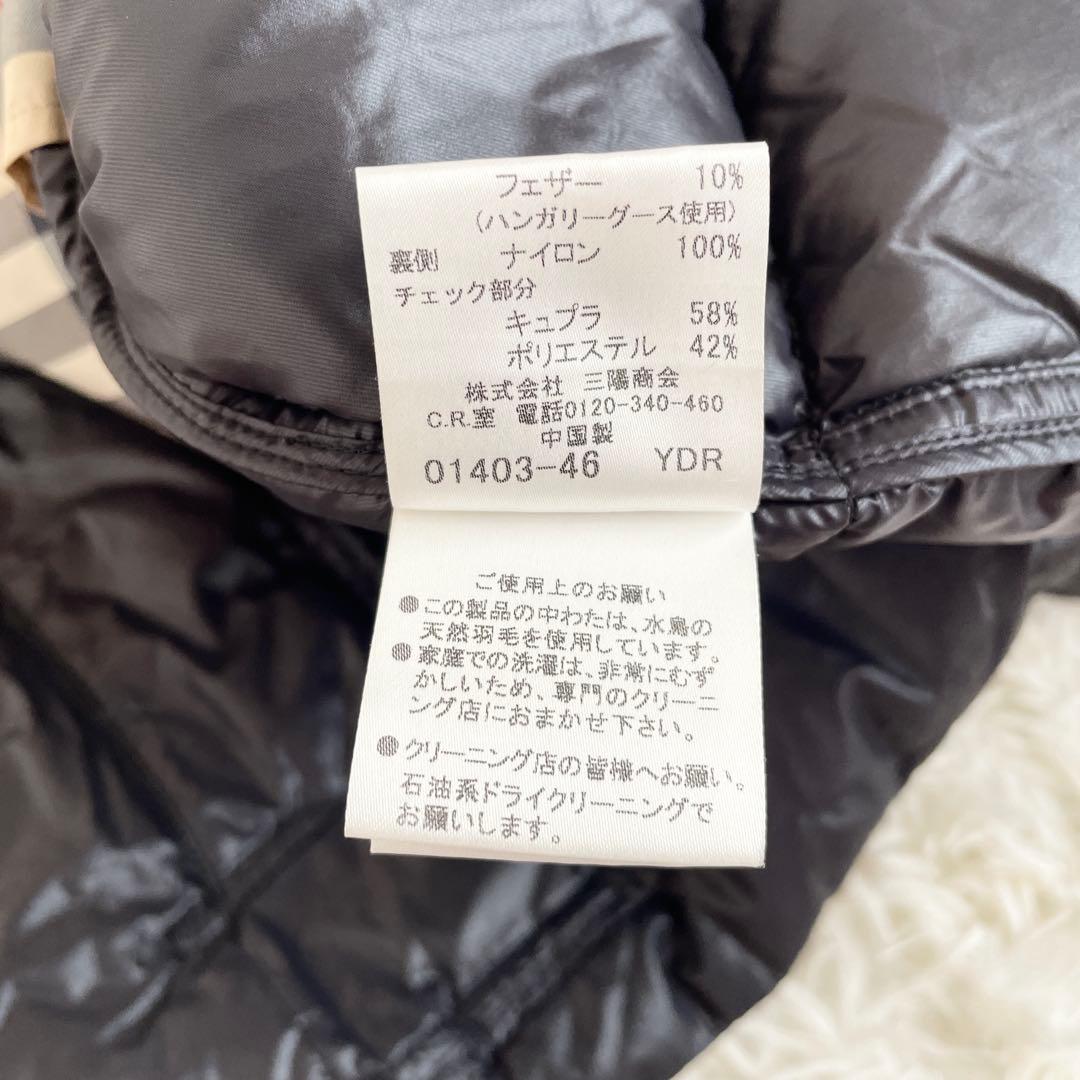 フェザー 10%
(ハンガリーグース使用)
裏側 ナイロン 100%
チェック部分
キュプラ 58%
ポリエステル 42%
株式会社 三陽商会
C.R.室 電話0120-340-460
中国製
01403-46 YDR
ご使用上のお願い
●この製品の中わたは、水鳥の
天然羽毛を使用しています。
●家庭での洗濯は、非常にむず
かしいため、専門のクリーニ
ング店におまかせ下さい。
●クリーニング店の皆様へお願い。
石油系ドライクリーニングで
お願いします。